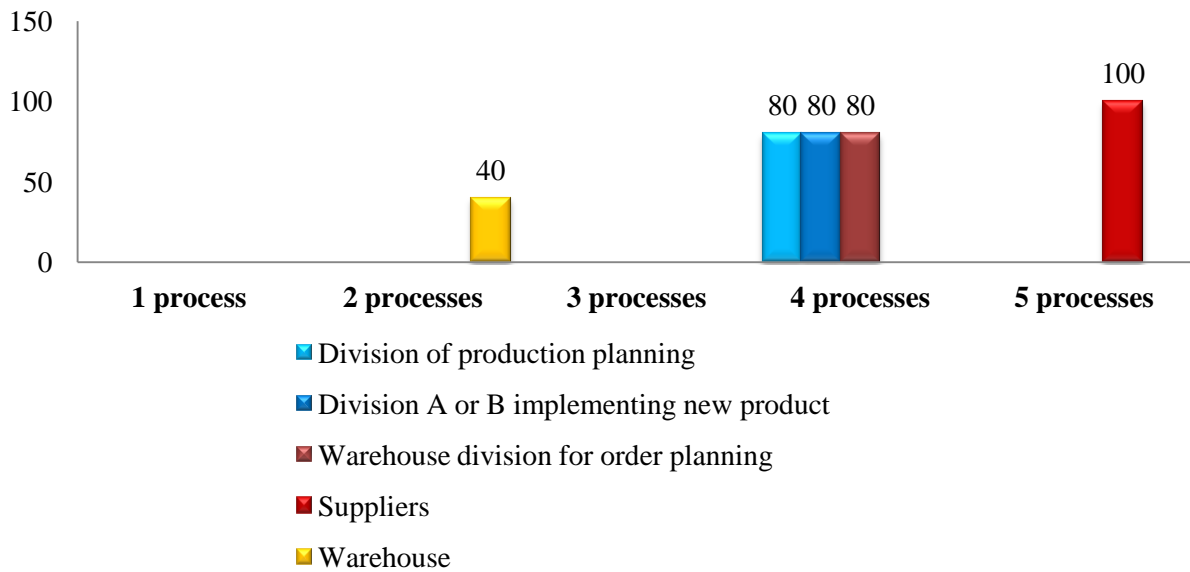 150
100
50
0
40
80 80 80
100
1 process 2 processes 3 processes 4 processes 5 processes
Division of production planning
Division A or B implementing new product
Warehouse division for order planning
Suppliers
Warehouse